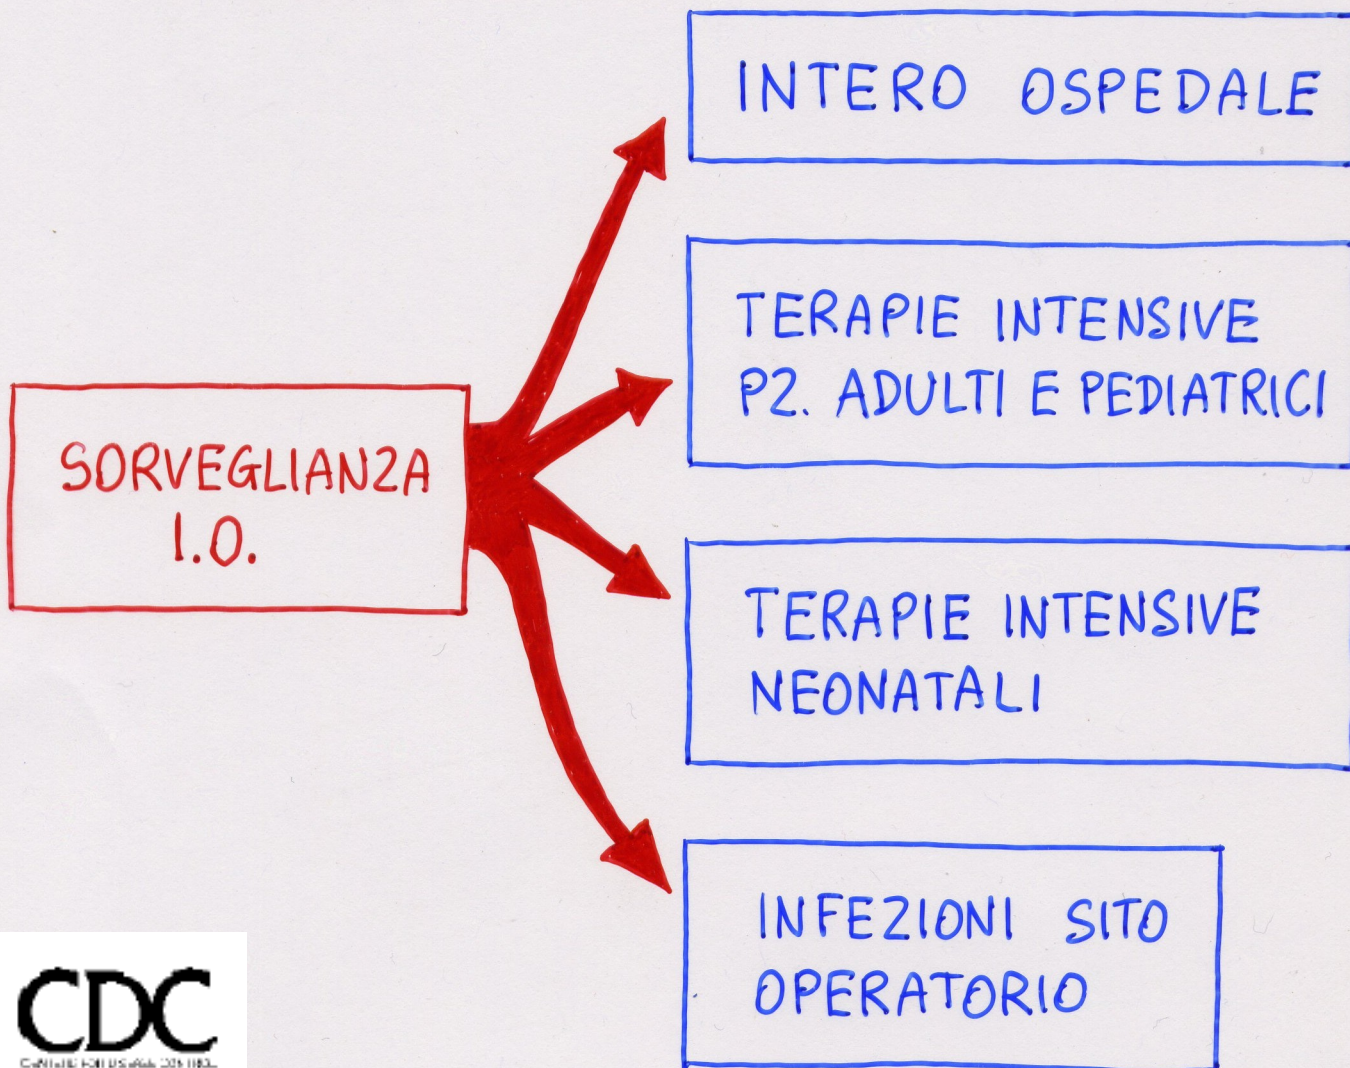 INTERO OSPEDALE
TERAPIE INTENSIVE
PZ. ADULTI E PEDIATRICI
SORVEGLIANZA
I.O.
TERAPIE INTENSIVE
NEONATALI
INFEZIONI SITO
OPERATORIO
CDC